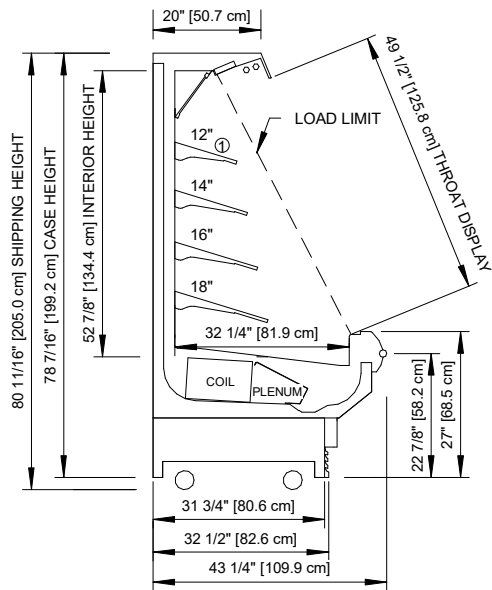 20" [50.7 cm]
80 11/16" [205.0 cm] SHIPPING HEIGHT
78 7/16" [199.2 cm] CASE HEIGHT
52 7/8" [134.4 cm] INTERIOR HEIGHT
49 1/2" [125.8 cm] THROAT DISPLAY
LOAD LIMIT
12" 1
14"
16"
18"
32 1/4" [81.9 cm]
COIL
PLENUM
22 7/8" [58.2 cm]
27" [68.5 cm]
31 3/4" [80.6 cm]
32 1/2" [82.6 cm]
43 1/4" [109.9 cm]